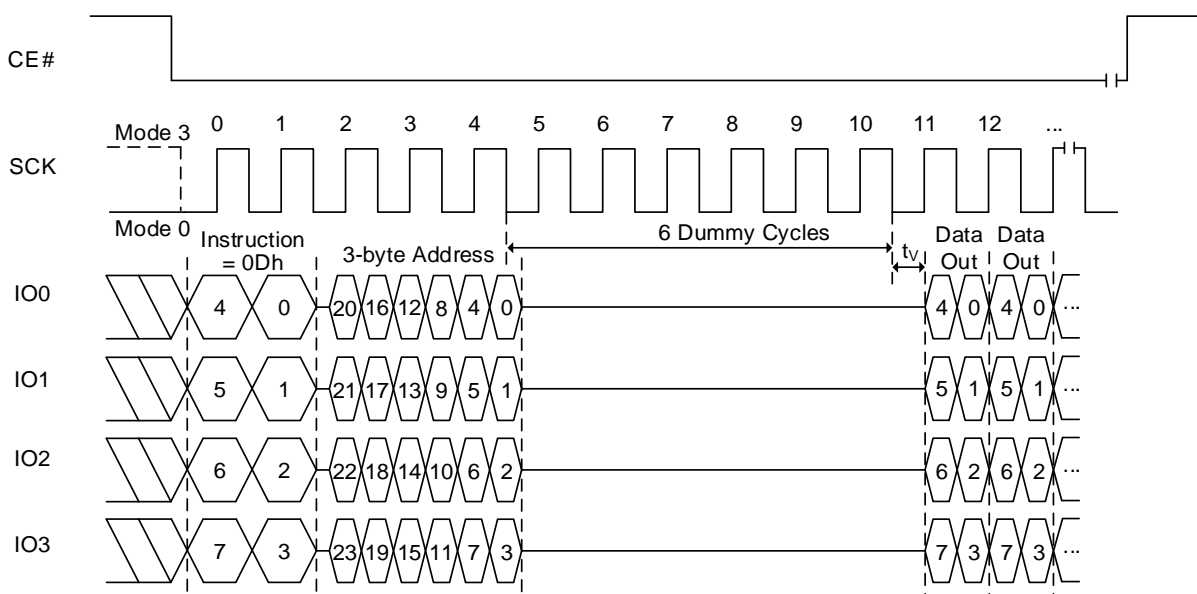 CE#
0 1 2 3 4 5 6 7 8 9 10 11 12 ...
Mode 3
SCK
Mode 0
Instruction
= 0Dh
3-byte Address
6 Dummy Cycles
tV
Data
Out
Data
Out
IO0 4 0 20 16 12 8 4 0 4 0 4 0 ...
IO1 5 1 21 17 13 9 5 1 5 1 5 1 ...
IO2 6 2 22 18 14 10 6 2 6 2 6 2 ...
IO3 7 3 23 19 15 11 7 3 7 3 7 3 ...